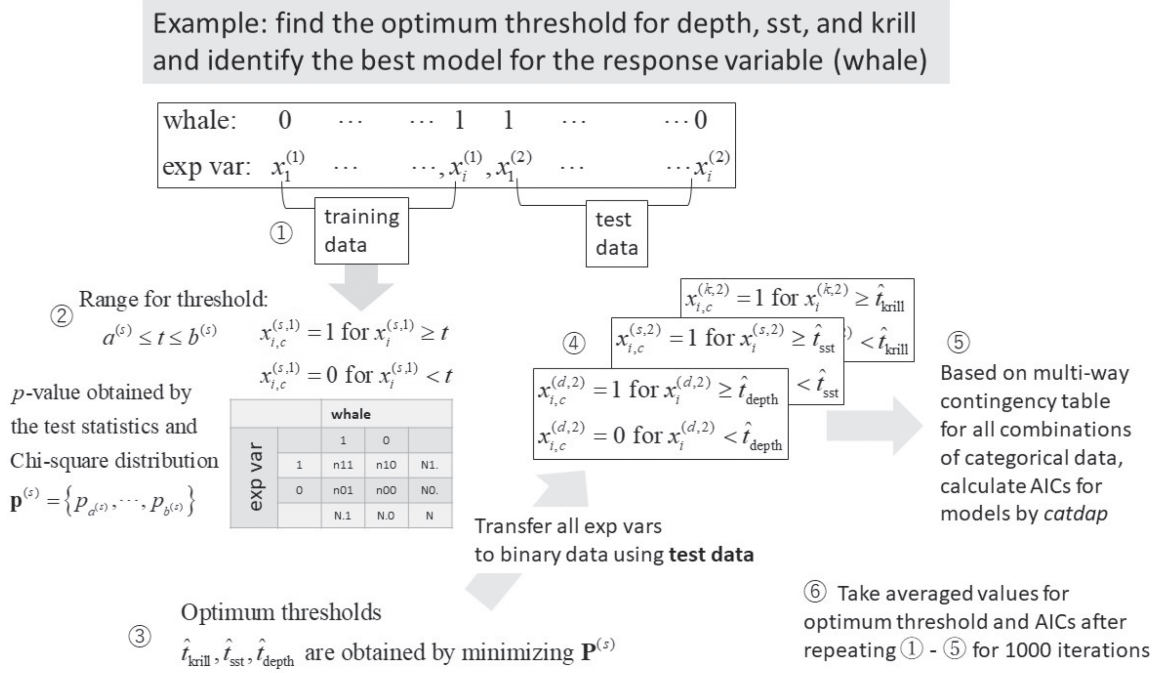 Example: find the optimum threshold for depth, sst, and krill
and identify the best model for the response variable (whale)
whale: 0 ... ... 1 1 ... ...0
exp var: x_1^(1) ... ...,x_i^(1),x_1^(2) ... ...x_i^(2)
① training
data
test
data
② Range for threshold:
a^(s) ≤ t ≤ b^(s)
x_{i,c}^(s,1) = 1 for x_i^(s,1) ≥ t
x_{i,c}^(s,1) = 0 for x_i^(s,1) < t
p-value obtained by
the test statistics and
Chi-square distribution
p^(s) = {p_{a^(s)}, ..., p_{b^(s)}}
whale
1 0
exp var
1 n11 n10 N1.
0 n01 n00 N0.
N.1 N.0 N
③ Optimum thresholds
t̂_krill, t̂_sst, t̂_depth are obtained by minimizing P^(s)
Transfer all exp vars
to binary data using test data
④
x_{i,c}^(k,2) = 1 for x_i^(k,2) ≥ t̂_krill
) < t̂_krill
x_{i,c}^(s,2) = 1 for x_i^(s,2) ≥ t̂_sst
< t̂_sst
x_{i,c}^(d,2) = 1 for x_i^(d,2) ≥ t̂_depth
x_{i,c}^(d,2) = 0 for x_i^(d,2) < t̂_depth
⑤
Based on multi-way
contingency table
for all combinations
of categorical data,
calculate AICs for
models by catdap
⑥ Take averaged values for
optimum threshold and AICs after
repeating ① - ⑤ for 1000 iterations